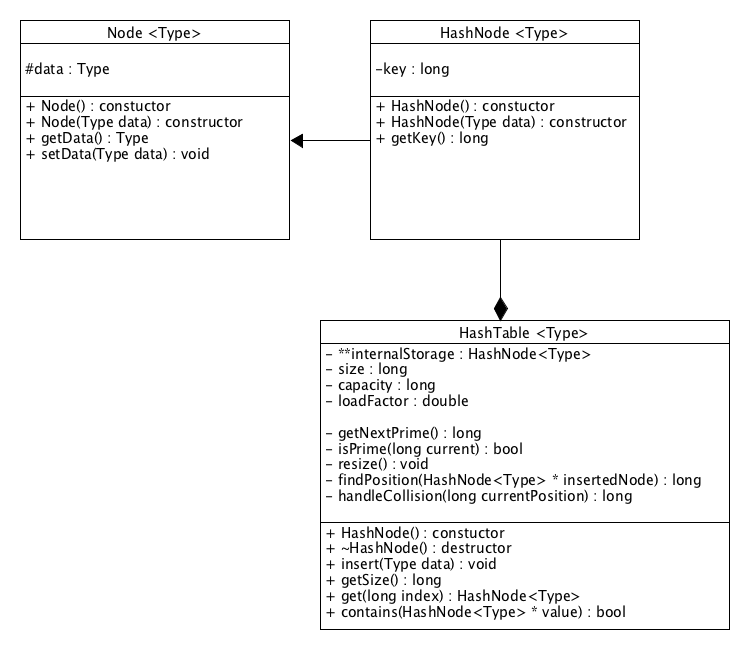 Node <Type>
#data : Type
+ Node() : constuctor
+ Node(Type data) : constructor
+ getData() : Type
+ setData(Type data) : void
HashNode <Type>
-key : long
+ HashNode() : constuctor
+ HashNode(Type data) : constructor
+ getKey() : long
HashTable <Type>
- **internalStorage : HashNode<Type>
- size : long
- capacity : long
- loadFactor : double
- getNextPrime() : long
- isPrime(long current) : bool
- resize() : void
- findPosition(HashNode<Type> * insertedNode) : long
- handleCollision(long currentPosition) : long
+ HashNode() : constuctor
+ ~HashNode() : destructor
+ insert(Type data) : void
+ getSize() : long
+ get(long index) : HashNode<Type>
+ contains(HashNode<Type> * value) : bool